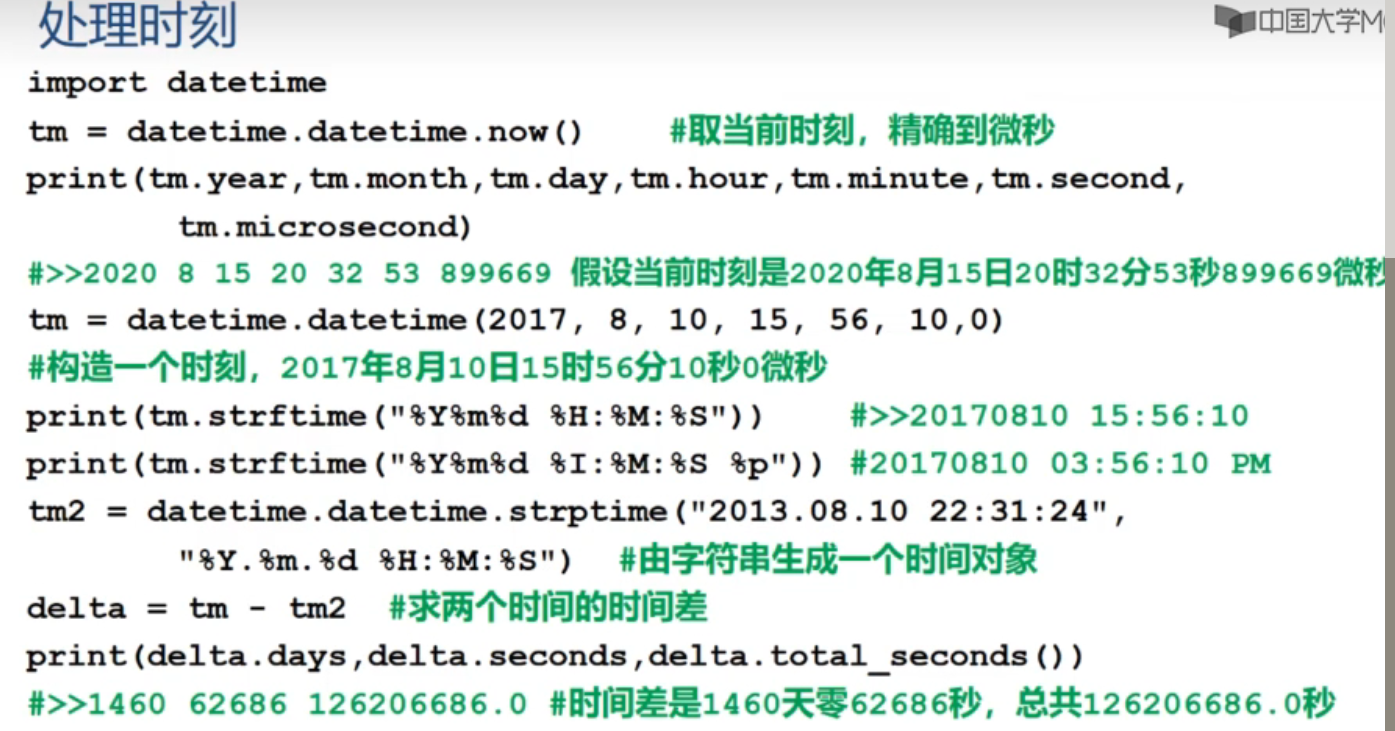 处理时刻
中国大学M
import datetime
tm = datetime.datetime.now() #取当前时刻，精确到微秒
print(tm.year,tm.month,tm.day,tm.hour,tm.minute,tm.second,
tm.microsecond)
#>>2020 8 15 20 32 53 899669 假设当前时刻是2020年8月15日20时32分53秒899669微秒
tm = datetime.datetime(2017, 8, 10, 15, 56, 10,0)
#构造一个时刻，2017年8月10日15时56分10秒0微秒
print(tm.strftime("%Y%m%d %H:%M:%S")) #>>20170810 15:56:10
print(tm.strftime("%Y%m%d %I:%M:%S %p")) #20170810 03:56:10 PM
tm2 = datetime.datetime.strptime("2013.08.10 22:31:24",
"%Y.%m.%d %H:%M:%S") #由字符串生成一个时间对象
delta = tm - tm2 #求两个时间的时间差
print(delta.days,delta.seconds,delta.total_seconds())
#>>1460 62686 126206686.0 #时间差是1460天零62686秒，总共126206686.0秒